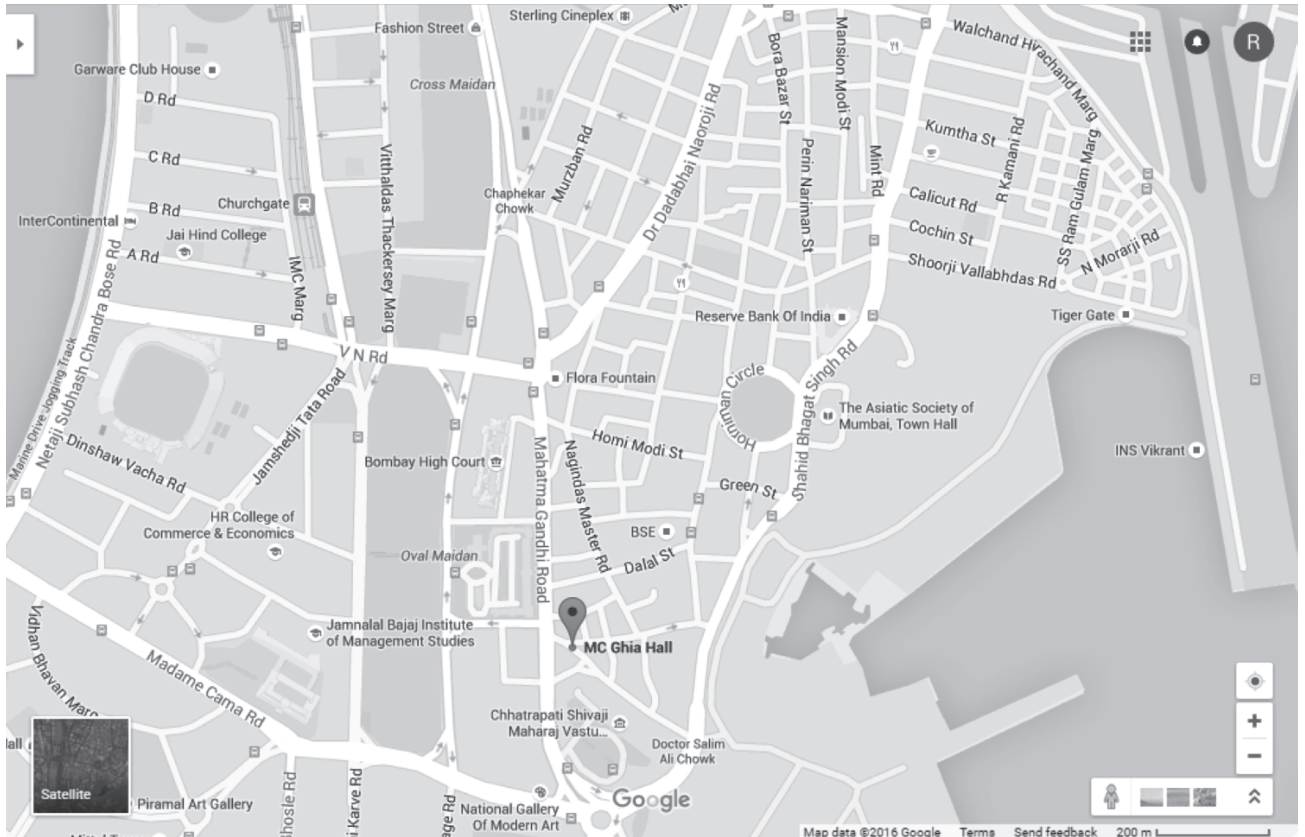 Sterling Cineplex
Fashion Street
Walchand Hirachand Marg
R
Garware Club House
D Rd
Cross Maidan
Bora Bazar St
Mansion Modi St
Kumtha St
C Rd
Vitthaldas Thackersey Marg
Murzban Rd
Dr Dadabhai Naoroji Rd
Perin Nariman St
Mint Rd
R Kamani Rd
SS Ram Gulam Marg
Churchgate
Chaphekar
Chowk
Calicut Rd
B Rd
InterContinental
Jai Hind College
Cochin St
A Rd
IMC Marg
Shoorji Vallabhdas Rd
N Morarji Rd
Netaji Subhash Chandra Bose Rd
Marine Drive Jogging Track
Reserve Bank Of India
Tiger Gate
V N Rd
Flora Fountain
Horniman Circle
Shahid Bhagat Singh Rd
The Asiatic Society of
Mumbai, Town Hall
Jamshedji Tata Road
Dinshaw Vacha Rd
Bombay High Court
Homi Modi St
INS Vikrant
Mahatma Gandhi Road
Nagindas Master Rd
Green St
HR College of
Commerce & Economics
BSE
Oval Maidan
Dalal St
Jamnalal Bajaj Institute
of Management Studies
MC Ghia Hall
Vidhan Bhavan Marg
Madame Cama Rd
Chhatrapati Shivaji
Maharaj Vastu...
Doctor Salim
Ali Chowk
Satellite
Piramal Art Gallery
National Gallery
Of Modern Art
Google
Map data ©2016 Google
Terms
Send feedback
200 m